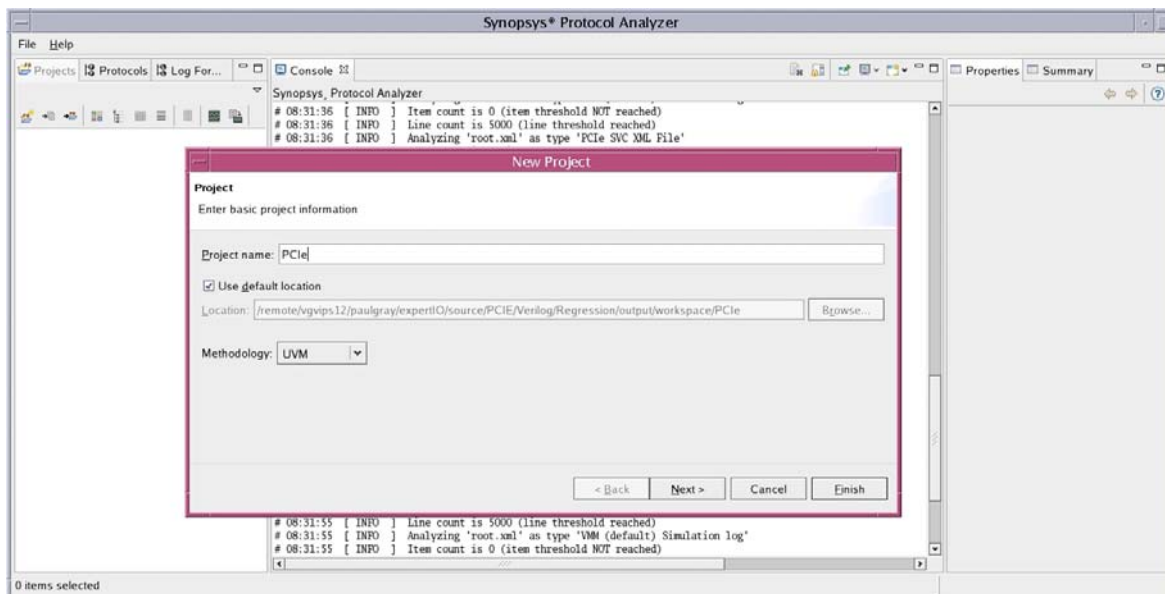 Synopsys® Protocol Analyzer
File Help
Projects Protocols Log For... Console Properties Summary
Synopsys, Protocol Analyzer
# 08:31:36 [ INFO ] Item count is 0 (item threshold NOT reached)
# 08:31:36 [ INFO ] Line count is 5000 (line threshold reached)
# 08:31:36 [ INFO ] Analyzing 'root.xml' as type 'PCIe SVC XML File'
New Project
Project
Enter basic project information
Project name: PCIe
Use default location
Location: /remote/vgvips12/paulgray/expertIO/source/PCIE/Verilog/Regression/output/workspace/PCIe Browse...
Methodology: UVM
< Back Next > Cancel Finish
# 08:31:55 [ INFO ] Line count is 5000 (line threshold reached)
# 08:31:55 [ INFO ] Analyzing 'root.xml' as type 'VMM (default) Simulation log'
# 08:31:55 [ INFO ] Item count is 0 (item threshold NOT reached)
0 items selected